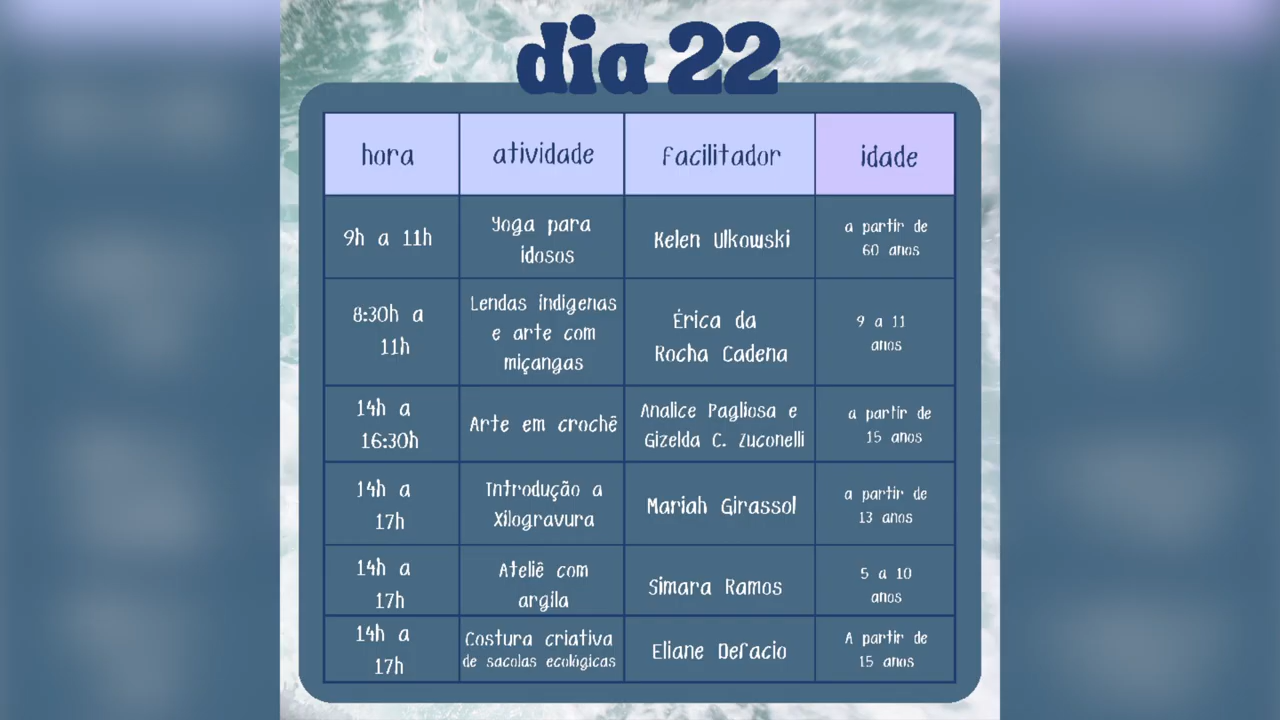 dia 22
hora atividade facilitador idade
9h a 11h
Yoga para
idosos
Kelen Ulkowski
a partir de
60 anos
8:30h a
11h
Lendas indígenas
e arte com
miçangas
Érica da
Rocha Cadena
9 a 11
anos
14h a
16:30h
Arte em crochê
Analice Pagliosa e
Gizelda C. Zuconelli
a partir de
15 anos
14h a
17h
Introdução a
Xilogravura
Mariah Girassol
a partir de
13 anos
14h a
17h
Ateliê com
argila
Simara Ramos
5 a 10
anos
14h a
17h
Costura criativa
de sacolas ecológicas
Eliane Defacio
A partir de
15 anos